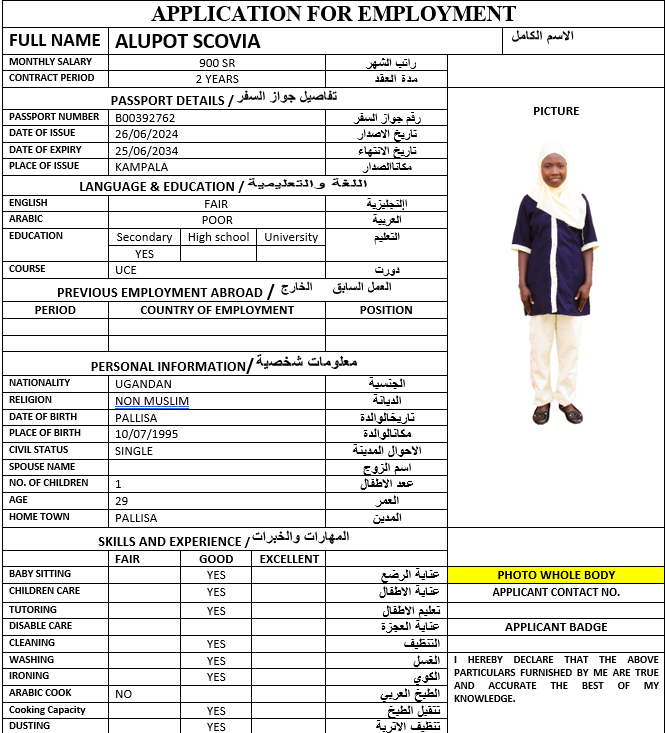 APPLICATION FOR EMPLOYMENT
FULL NAME ALUPOT SCOVIA الاسم الكامل
MONTHLY SALARY 900 SR راتب الشهر
CONTRACT PERIOD 2 YEARS مدة العقد
PASSPORT DETAILS / تفاصيل جواز السفر
PICTURE
PASSPORT NUMBER B00392762 رقم جواز السفر
DATE OF ISSUE 26/06/2024 تاريخ الاصدار
DATE OF EXPIRY 25/06/2034 تاريخ الانتهاء
PLACE OF ISSUE KAMPALA مكاناالصدار
LANGUAGE & EDUCATION / اللغة والتعليمية
ENGLISH FAIR اإلنجليزية
ARABIC POOR العربية
EDUCATION Secondary High school University التعليم
YES
COURSE UCE دورت
PREVIOUS EMPLOYMENT ABROAD / العمل السابق الخارج
PERIOD COUNTRY OF EMPLOYMENT POSITION
PERSONAL INFORMATION/ معلومات شخصية
NATIONALITY UGANDAN الجنسية
RELIGION NON MUSLIM الديانة
DATE OF BIRTH PALLISA تاريخالوالدة
PLACE OF BIRTH 10/07/1995 مكانالوالدة
CIVIL STATUS SINGLE الاحوال المدينة
SPOUSE NAME اسم الزوج
NO. OF CHILDREN 1 عدد الاطفال
AGE 29 العمر
HOME TOWN PALLISA المدين
SKILLS AND EXPERIENCE / المهارات والخبرات
FAIR GOOD EXCELLENT
BABY SITTING YES عناية الرضع
PHOTO WHOLE BODY
CHILDREN CARE YES عناية الاطفال
APPLICANT CONTACT NO.
TUTORING YES تعليم الاطفال
DISABLE CARE عناية العجزة
APPLICANT BADGE
CLEANING YES التنظيف
WASHING YES الغسل
IRONING YES الكوي
ARABIC COOK NO الطبخ العربي
Cooking Capacity YES تتقيل الطبخ
DUSTING YES تنظيف الاتربة
I HEREBY DECLARE THAT THE ABOVE
PARTICULARS FURNISHED BY ME ARE TRUE
AND ACCURATE THE BEST OF MY
KNOWLEDGE.